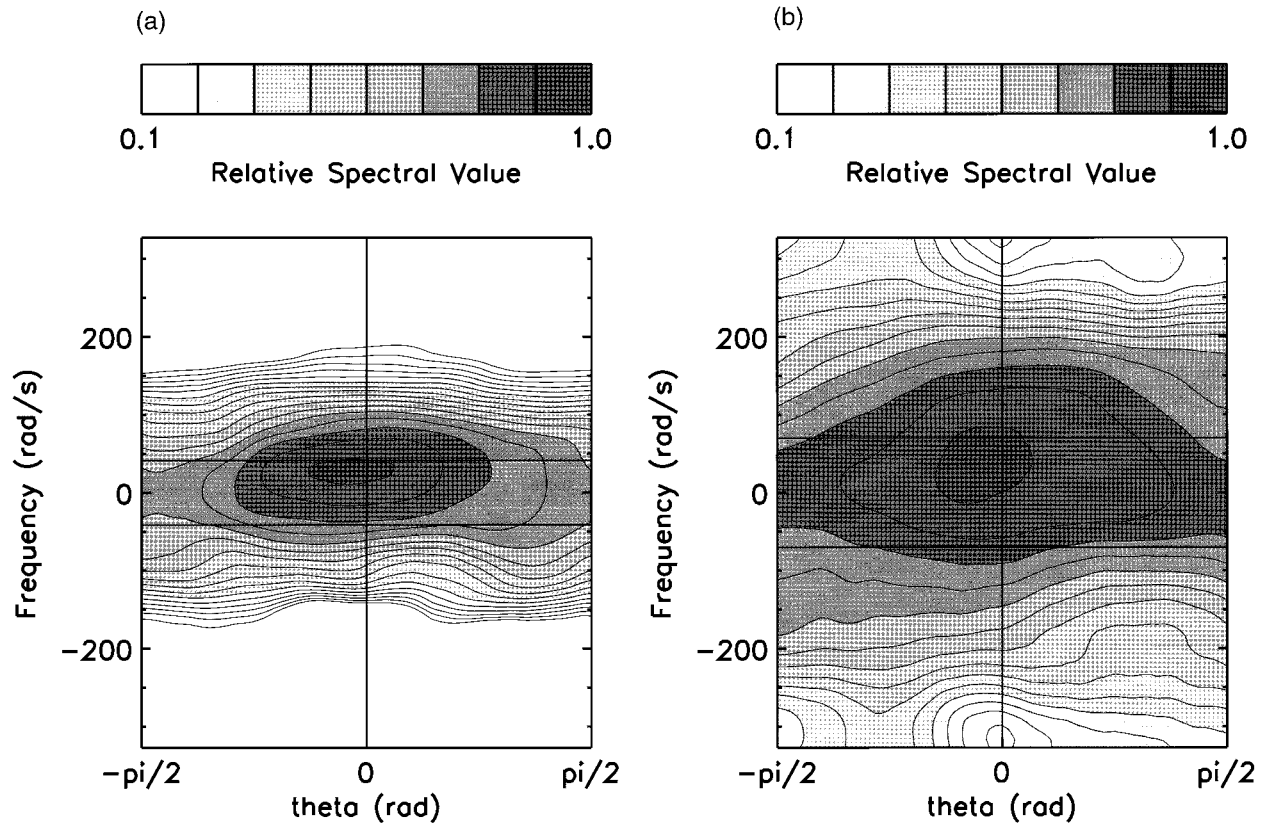 (a)
0.1 1.0
Relative Spectral Value
Frequency (rad/s)
200
0
-200
-pi/2 0 pi/2
theta (rad)
(b)
0.1 1.0
Relative Spectral Value
Frequency (rad/s)
200
0
-200
-pi/2 0 pi/2
theta (rad)